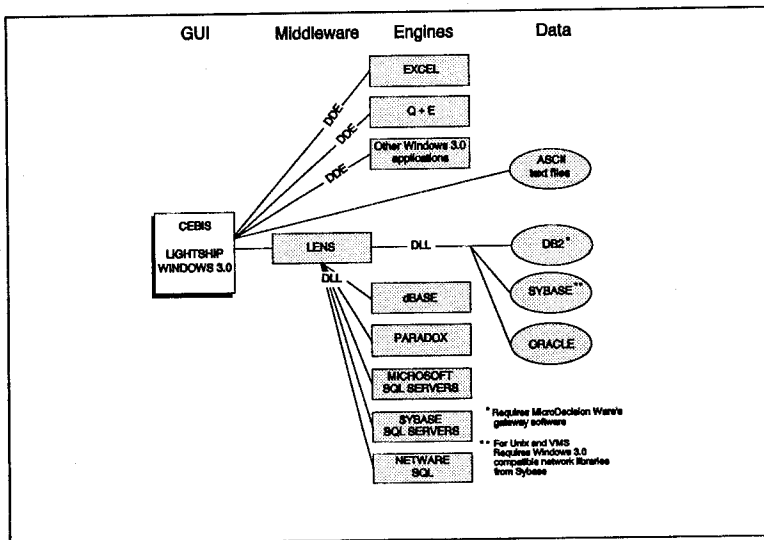 GUI Middleware Engines Data
EXCEL
DDE
Q + E
DDE
Other Windows 3.0
applications
DDE
ASCII
text files
CEBIS
LIGHTSHIP
WINDOWS 3.0
LENS
DLL
DB2*
DLL
dBASE
SYBASE**
PARADOX
ORACLE
MICROSOFT
SQL SERVERS
SYBASE
SQL SERVERS
NETWARE
SQL
* Requires MicroDecision Ware's
gateway software
** For Unix and VMS
Requires Windows 3.0
compatible network libraries
from Sybase